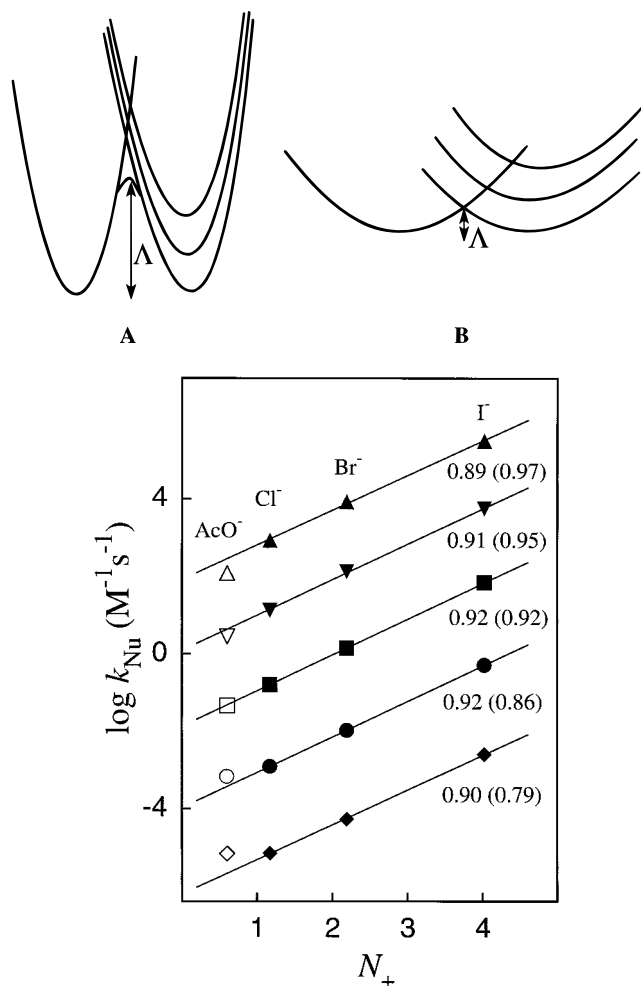 Λ
Λ
A B
I⁻
Br⁻
0.89 (0.97)
Cl⁻
4
AcO⁻
0.91 (0.95)
0.92 (0.92)
0
log k_Nu (M⁻¹s⁻¹)
0.92 (0.86)
-4
0.90 (0.79)
1 2 3 4
N₊